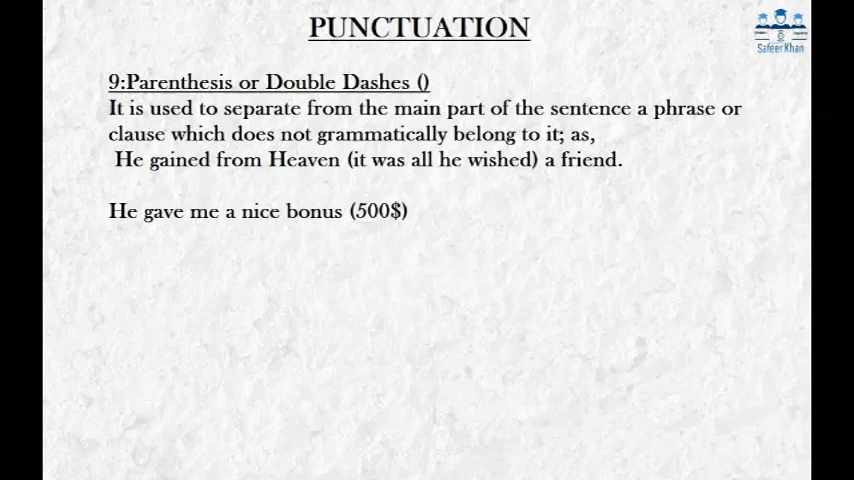 PUNCTUATION
Safeer Khan
9:Parenthesis or Double Dashes ()
It is used to separate from the main part of the sentence a phrase or
clause which does not grammatically belong to it; as,
He gained from Heaven (it was all he wished) a friend.
He gave me a nice bonus (500$)